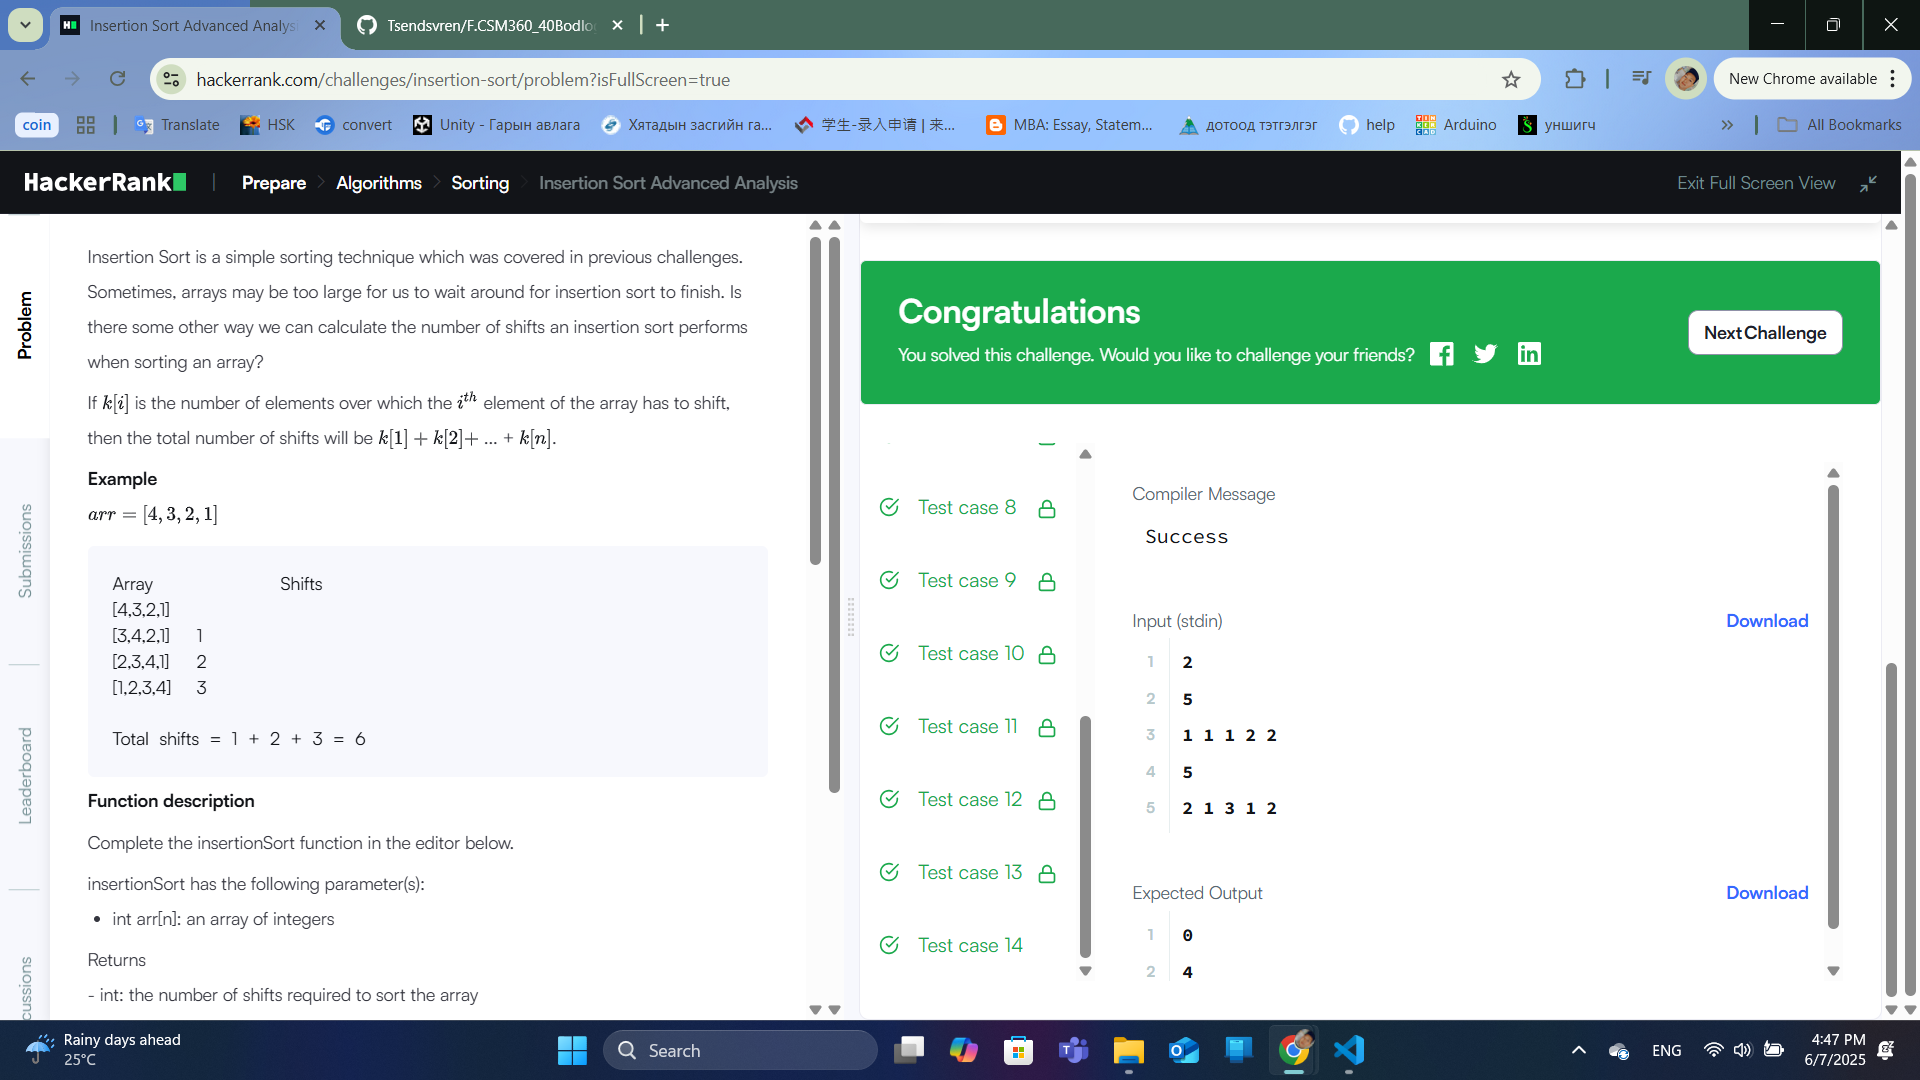 Insertion Sort Advanced Analys
Tsendsvren/F.CSM360_40Bodlo
hackerrank.com/challenges/insertion-sort/problem?isFullScreen=true
New Chrome available
coin
Translate
HSK
convert
Unity - Гарын авлага
Хятадын засгийн га...
学生-录入申请 | 来...
MBA: Essay, Statem...
дотоод тэтгэлгэг
help
Arduino
уншигч
All Bookmarks
HackerRank
Prepare
Algorithms
Sorting
Insertion Sort Advanced Analysis
Exit Full Screen View
Problem
Submissions
Leaderboard
cussions
Insertion Sort is a simple sorting technique which was covered in previous challenges.
Sometimes, arrays may be too large for us to wait around for insertion sort to finish. Is
there some other way we can calculate the number of shifts an insertion sort performs
when sorting an array?
If k[i] is the number of elements over which the i^th element of the array has to shift,
then the total number of shifts will be k[1] + k[2]+ ... + k[n].
Example
arr = [4, 3, 2, 1]
Array Shifts
[4,3,2,1]
[3,4,2,1] 1
[2,3,4,1] 2
[1,2,3,4] 3
Total shifts = 1 + 2 + 3 = 6
Function description
Complete the insertionSort function in the editor below.
insertionSort has the following parameter(s):
• int arr[n]: an array of integers
Returns
- int: the number of shifts required to sort the array
Congratulations
You solved this challenge. Would you like to challenge your friends?
Next Challenge
Test case 8
Test case 9
Test case 10
Test case 11
Test case 12
Test case 13
Test case 14
Compiler Message
Success
Input (stdin)
Download
1 2
2 5
3 1 1 1 2 2
4 5
5 2 1 3 1 2
Expected Output
Download
1 0
2 4
Rainy days ahead
25°C
Search
ENG
4:47 PM
6/7/2025